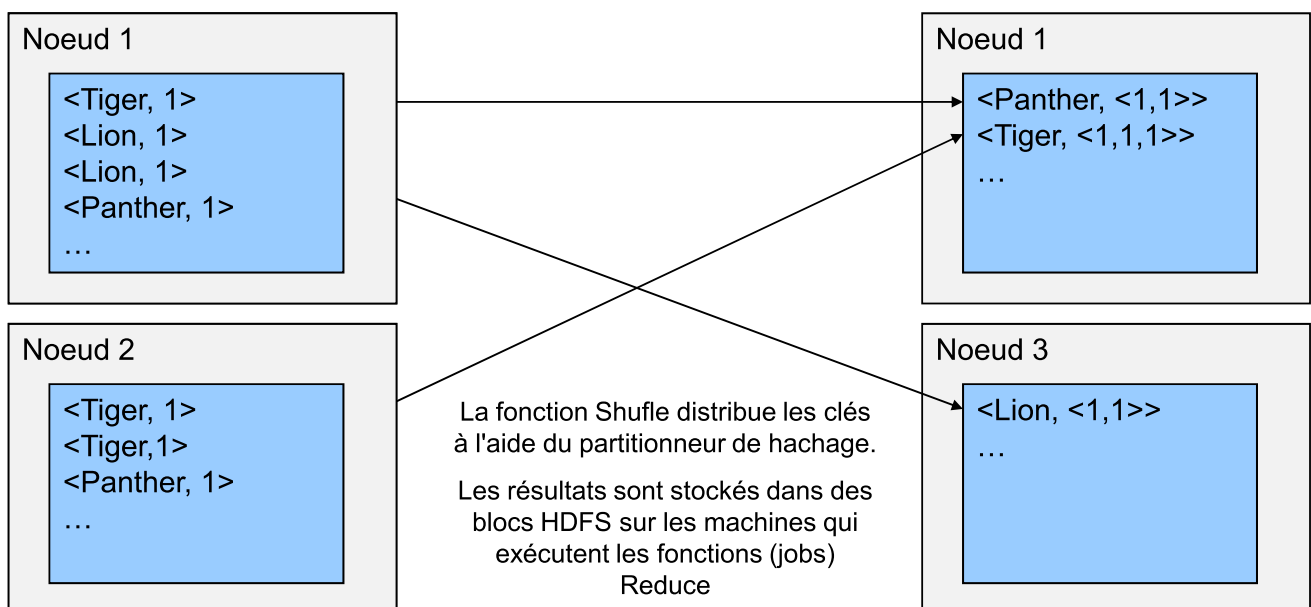 Noeud 1
<Tiger, 1>
<Lion, 1>
<Lion, 1>
<Panther, 1>
…
Noeud 2
<Tiger, 1>
<Tiger,1>
<Panther, 1>
…
La fonction Shufle distribue les clés
à l'aide du partitionneur de hachage.
Les résultats sont stockés dans des
blocs HDFS sur les machines qui
exécutent les fonctions (jobs)
Reduce
Noeud 1
<Panther, <1,1>>
<Tiger, <1,1,1>>
…
Noeud 3
<Lion, <1,1>>
…